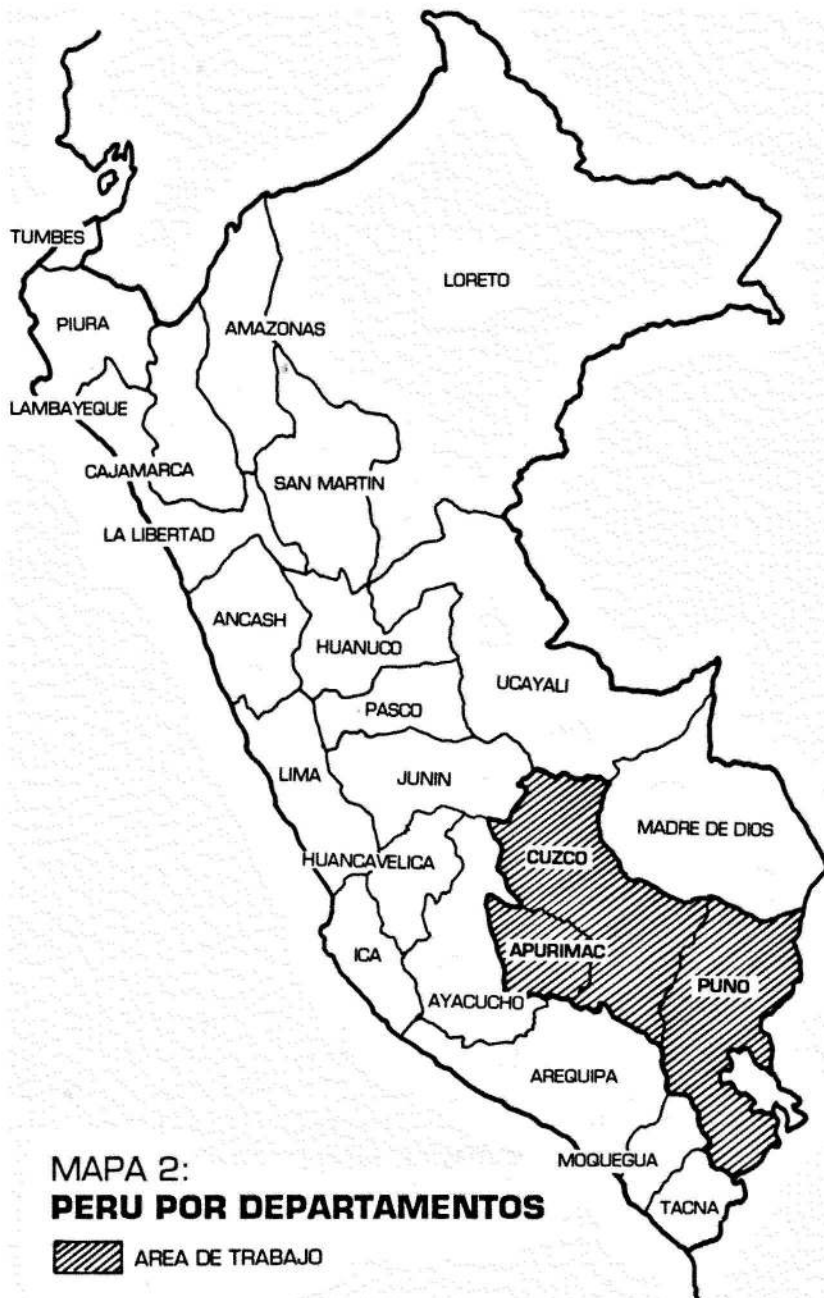 TUMBES
LORETO
PIURA
AMAZONAS
LAMBAYEQUE
CAJAMARCA
SAN MARTIN
LA LIBERTAD
ANCASH
HUANUCO
UCAYALI
PASCO
LIMA
JUNIN
MADRE DE DIOS
CUZCO
HUANCAVELICA
ICA
APURIMAC
PUNO
AYACUCHO
AREQUIPA
MOQUEGUA
TACNA
MAPA 2:
PERU POR DEPARTAMENTOS
AREA DE TRABAJO